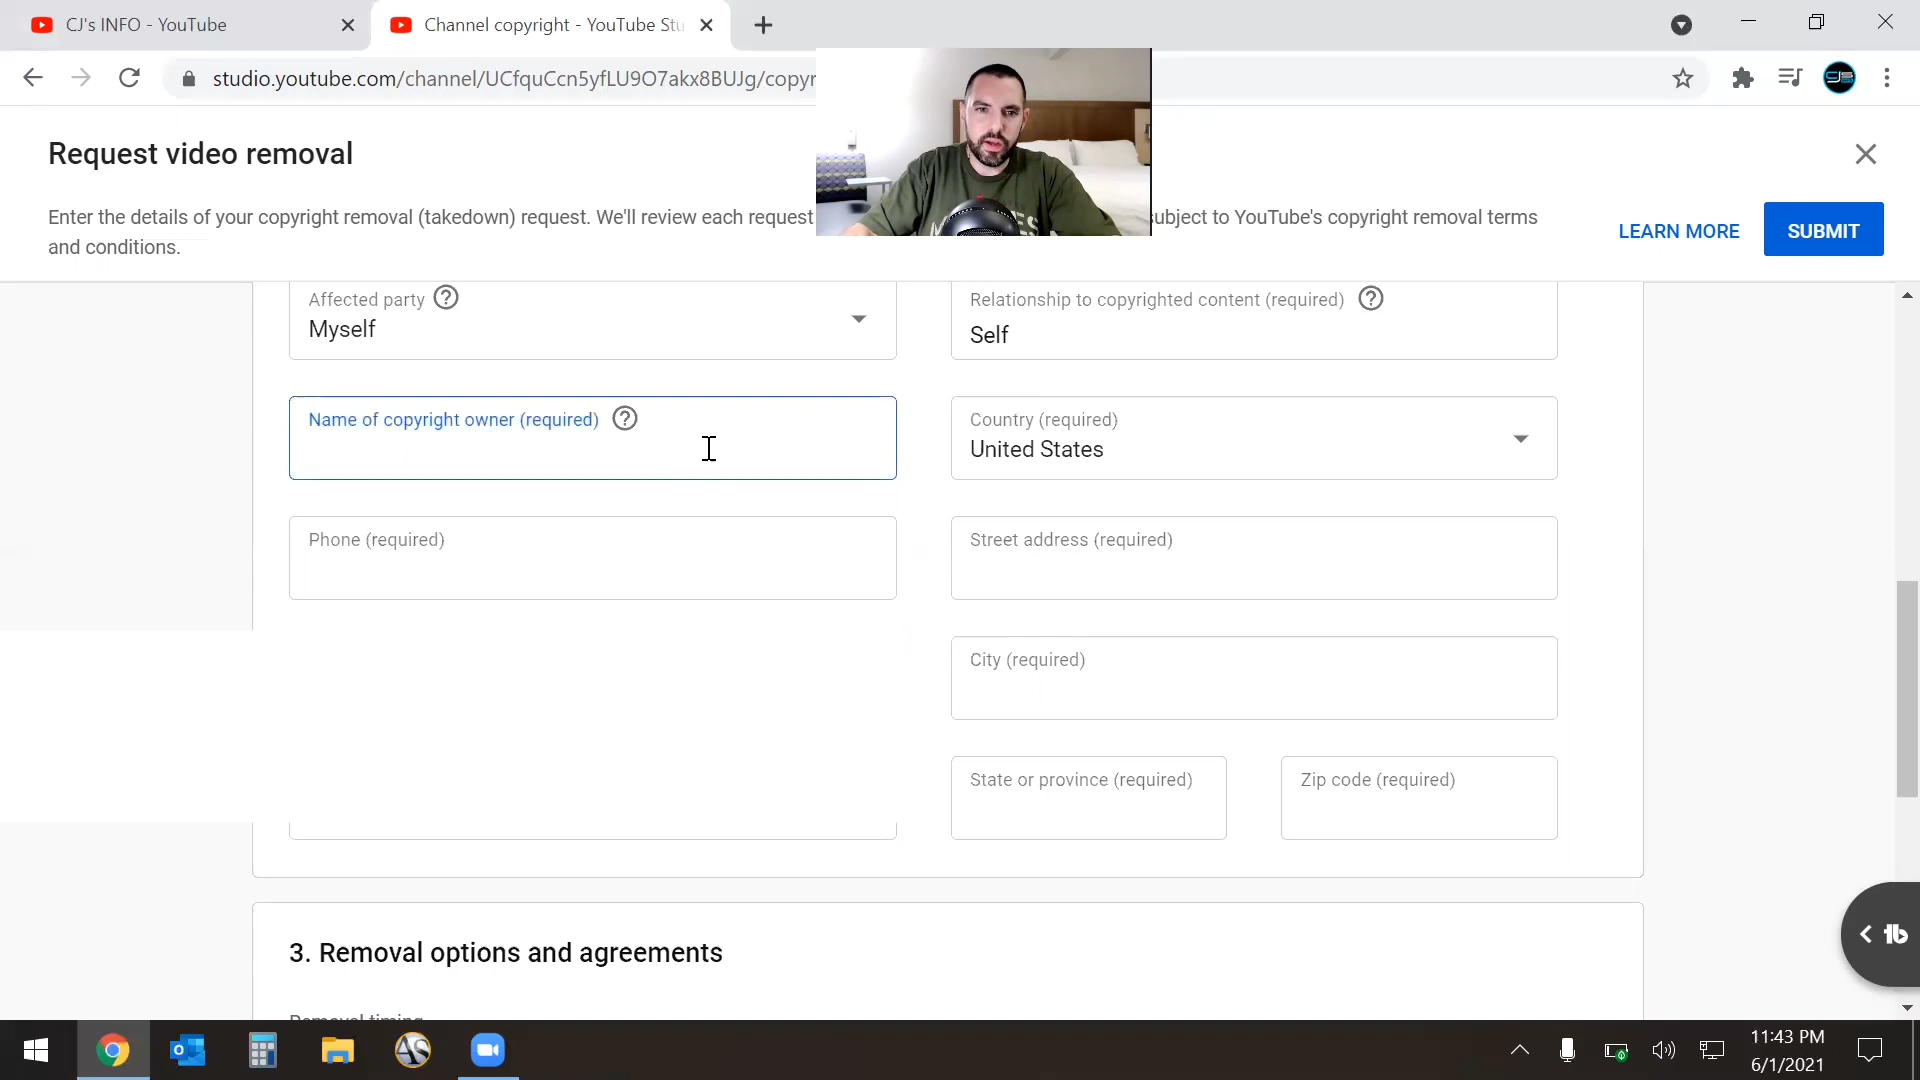 CJ's INFO - YouTube
Channel copyright - YouTube Stu
studio.youtube.com/channel/UCfquCcn5yfLU9O7akx8BUJg/copyr
Request video removal
Enter the details of your copyright removal (takedown) request. We'll review each request
ubject to YouTube's copyright removal terms
and conditions.
LEARN MORE
SUBMIT
Affected party
Myself
Relationship to copyrighted content (required)
Self
Name of copyright owner (required)
Country (required)
United States
Phone (required)
Street address (required)
City (required)
State or province (required)
Zip code (required)
3. Removal options and agreements
Removal timing
11:43 PM
6/1/2021